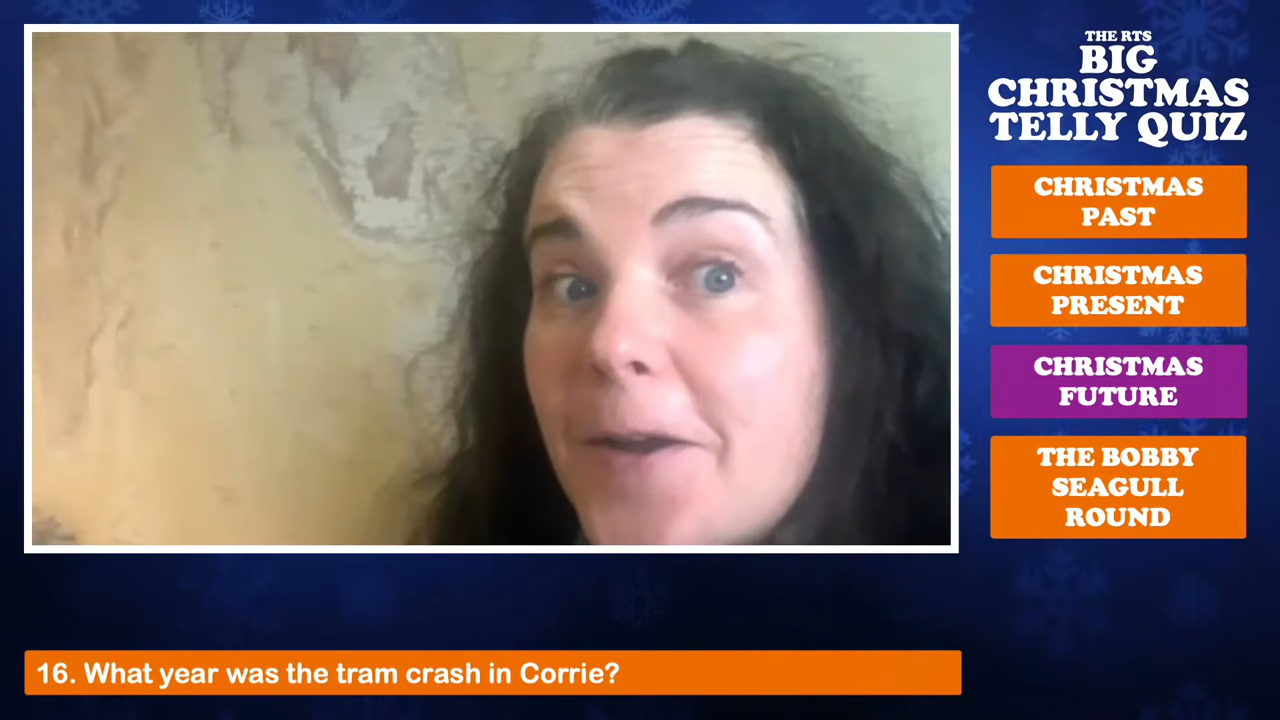 THE RTS
BIG
CHRISTMAS
TELLY QUIZ
CHRISTMAS
PAST
CHRISTMAS
PRESENT
CHRISTMAS
FUTURE
THE BOBBY
SEAGULL
ROUND
16. What year was the tram crash in Corrie?